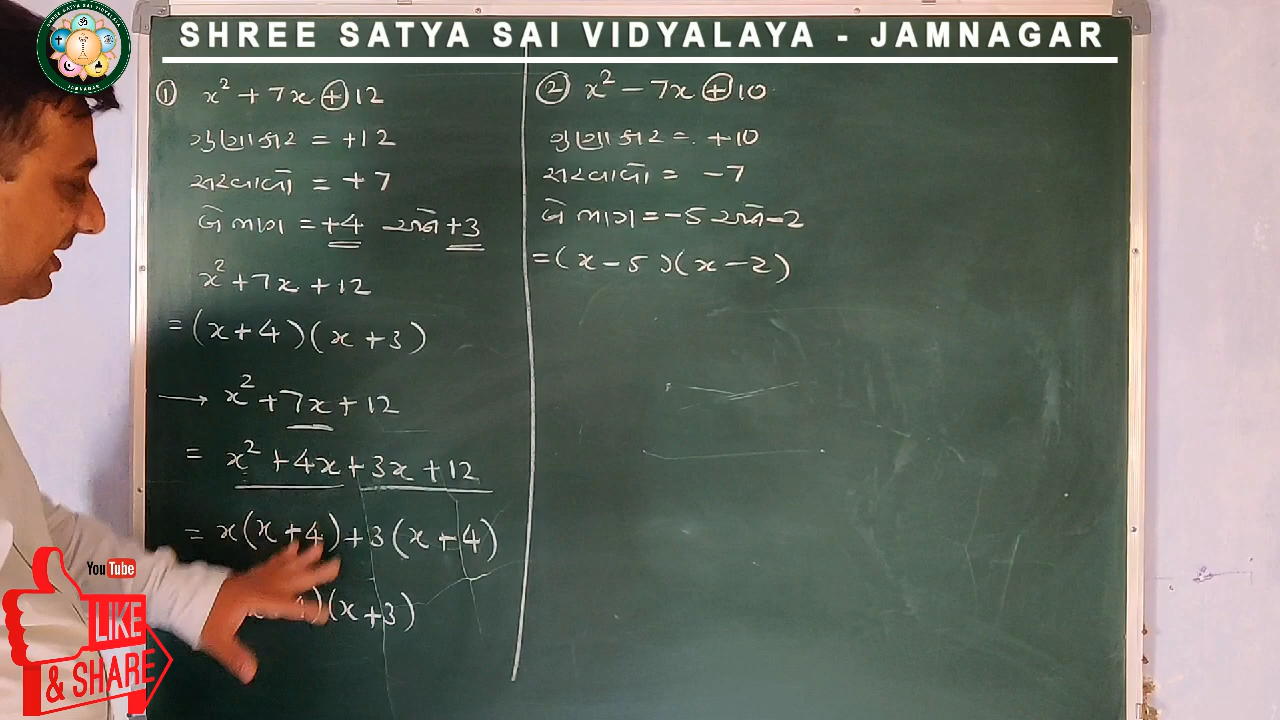 SHREE SATYA SAI VIDYALAYA - JAMNAGAR
① x² + 7x + 12
ગુણાકાર = +12
સરવાળો = +7
બે ભાગ = +4 અને +3
x² + 7x + 12
= (x + 4)(x + 3)
→ x² + 7x + 12
= x² + 4x + 3x + 12
= x(x + 4) + 3(x + 4)
(x + 3)
② x² - 7x + 10
ગુણાકાર = +10
સરવાળો = -7
બે ભાગ = -5 અને -2
= (x - 5)(x - 2)
YouTube
LIKE
& SHARE